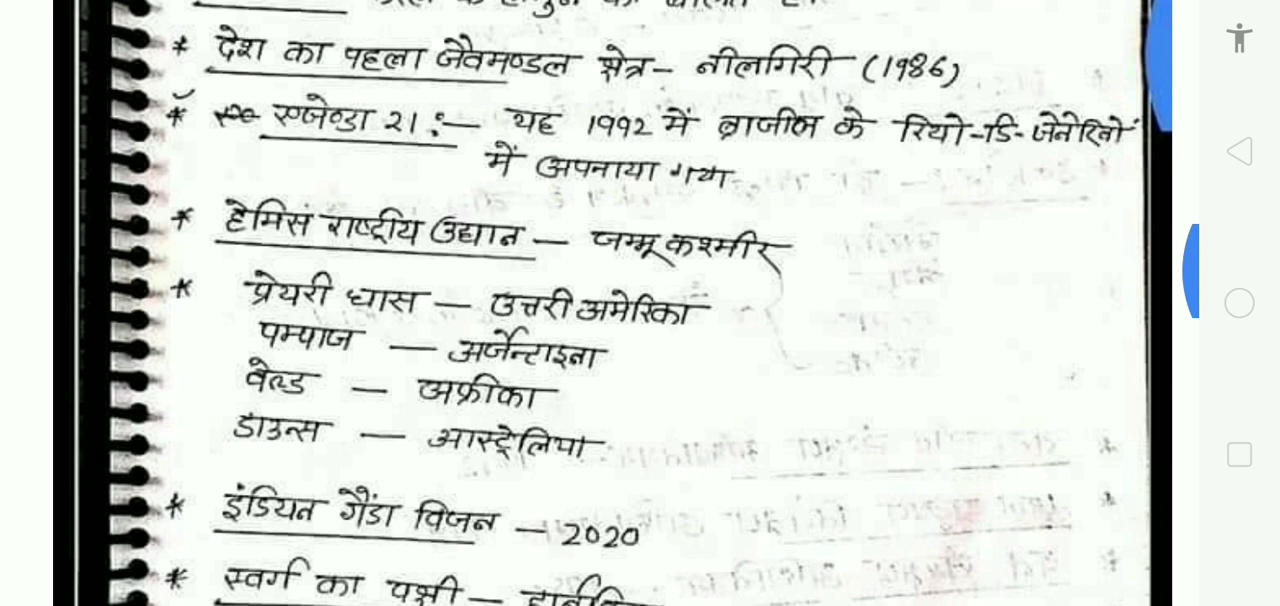 * देश का पहला जैवमण्डल क्षेत्र - नीलगिरी (1986)
* एजेण्डा 21 :- यह 1992 में ब्राजील के रियो-डि-जेनेरियो
में अपनाया गया
* हेमिस राष्ट्रीय उद्यान - जम्मू कश्मीर
* प्रेयरी घास - उत्तरी अमेरिका
पम्पाज - अर्जेन्टाइना
वेल्ड - अफ्रीका
डाउन्स - आस्ट्रेलिया
* इंडियन गैंडा विजन - 2020
* स्वर्ग का पक्षी -